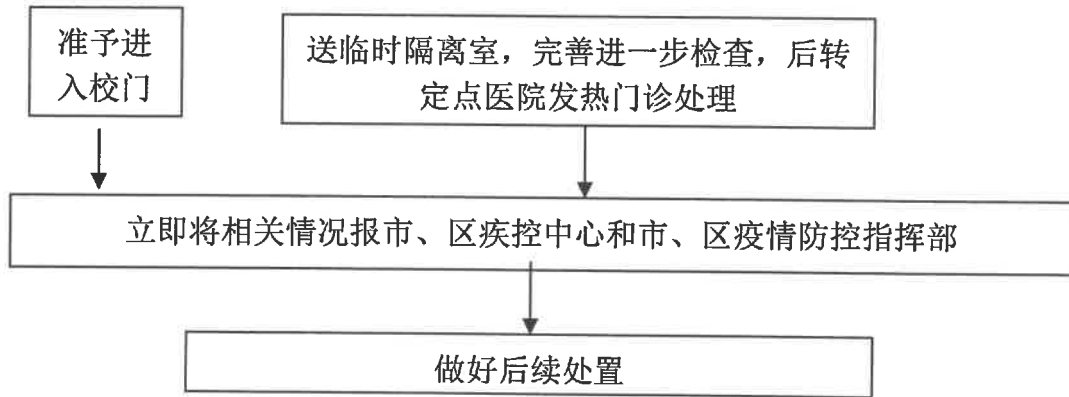 准予进
入校门
送临时隔离室，完善进一步检查，后转
定点医院发热门诊处理
立即将相关情况报市、区疾控中心和市、区疫情防控指挥部
做好后续处置